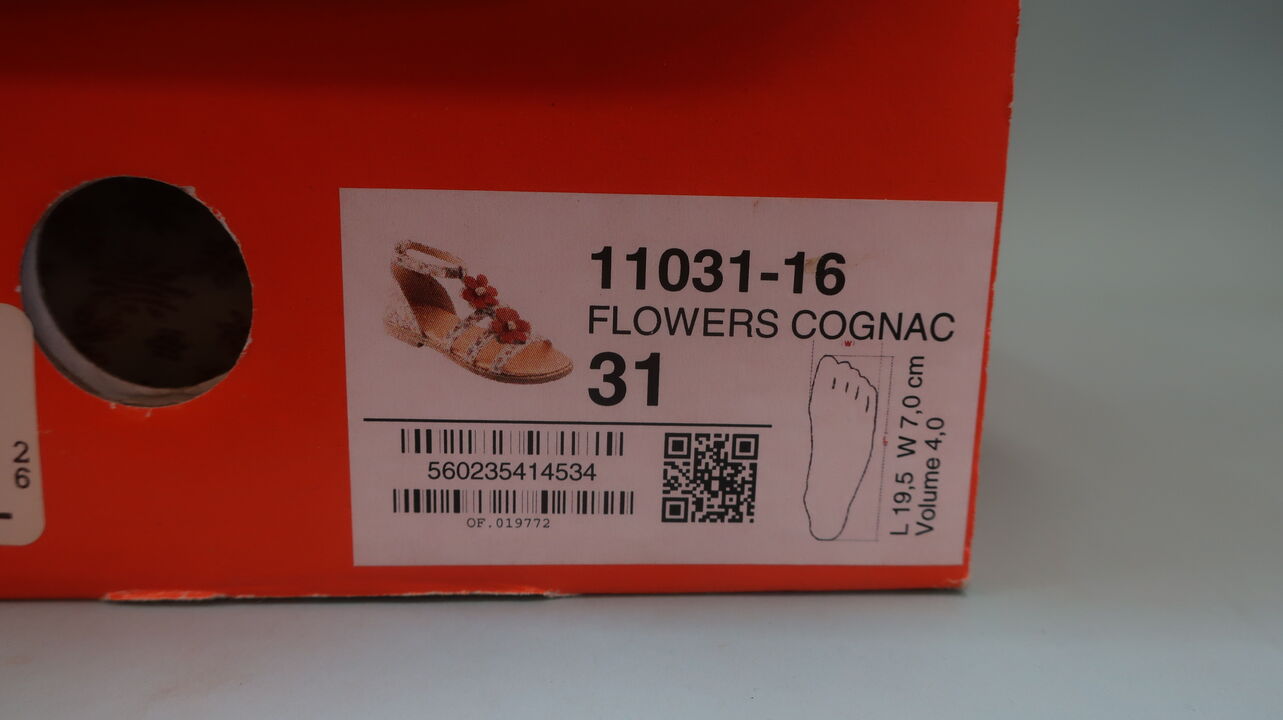 11031-16
FLOWERS COGNAC
31
560235414534
OF.019772
L 19,5 W 7,0 cm
Volume 4,0
2
6